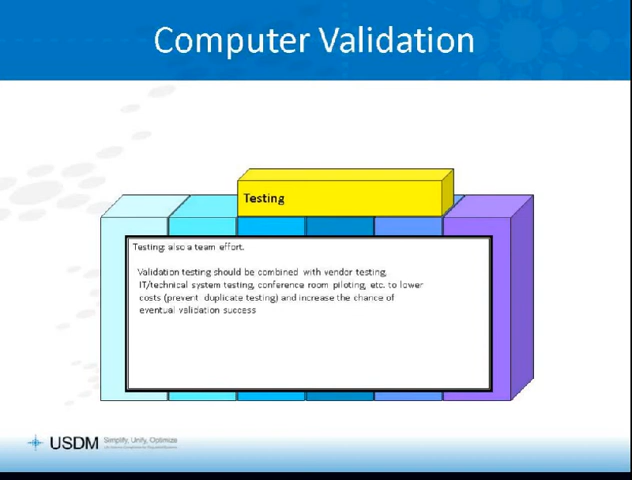 Computer Validation
Testing
Testing: also a team effort.
Validation testing should be combined with vendor testing,
IT/technical system testing, conference room piloting, etc. to lower
costs (prevent duplicate testing) and increase the chance of
eventual validation success
USDM Simplify, Unify, Optimize